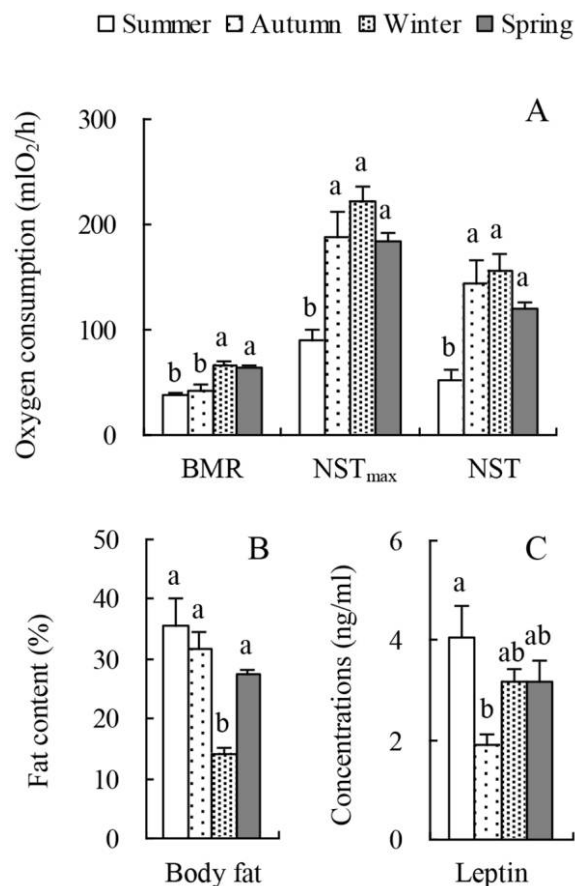 Summer Autumn Winter Spring
A
Oxygen consumption (mlO₂/h)
300
200
100
0
b b a a
b a a a
b a a a
BMR NSTmax NST
B
Fat content (%)
50
40
30
20
10
0
a a b a
Body fat
C
Concentrations (ng/ml)
6
4
2
0
a b ab ab
Leptin